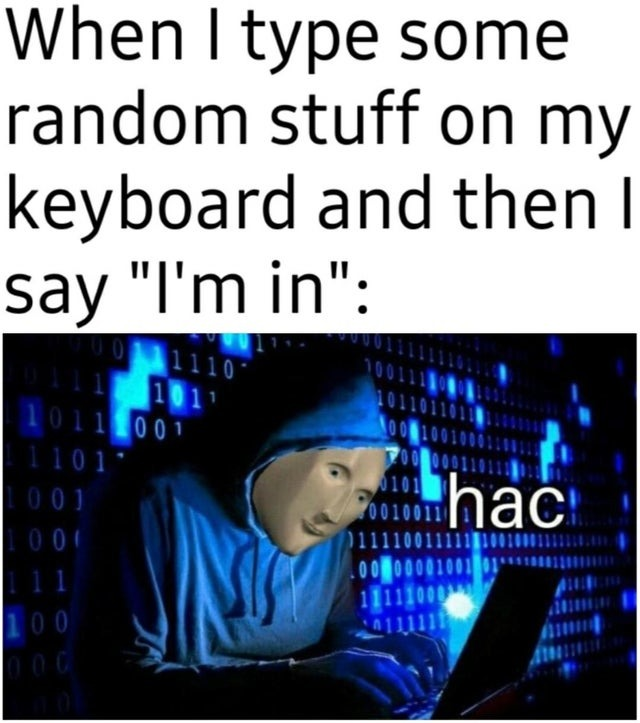 When I type some
random stuff on my
keyboard and then I
say "I'm in":
hac